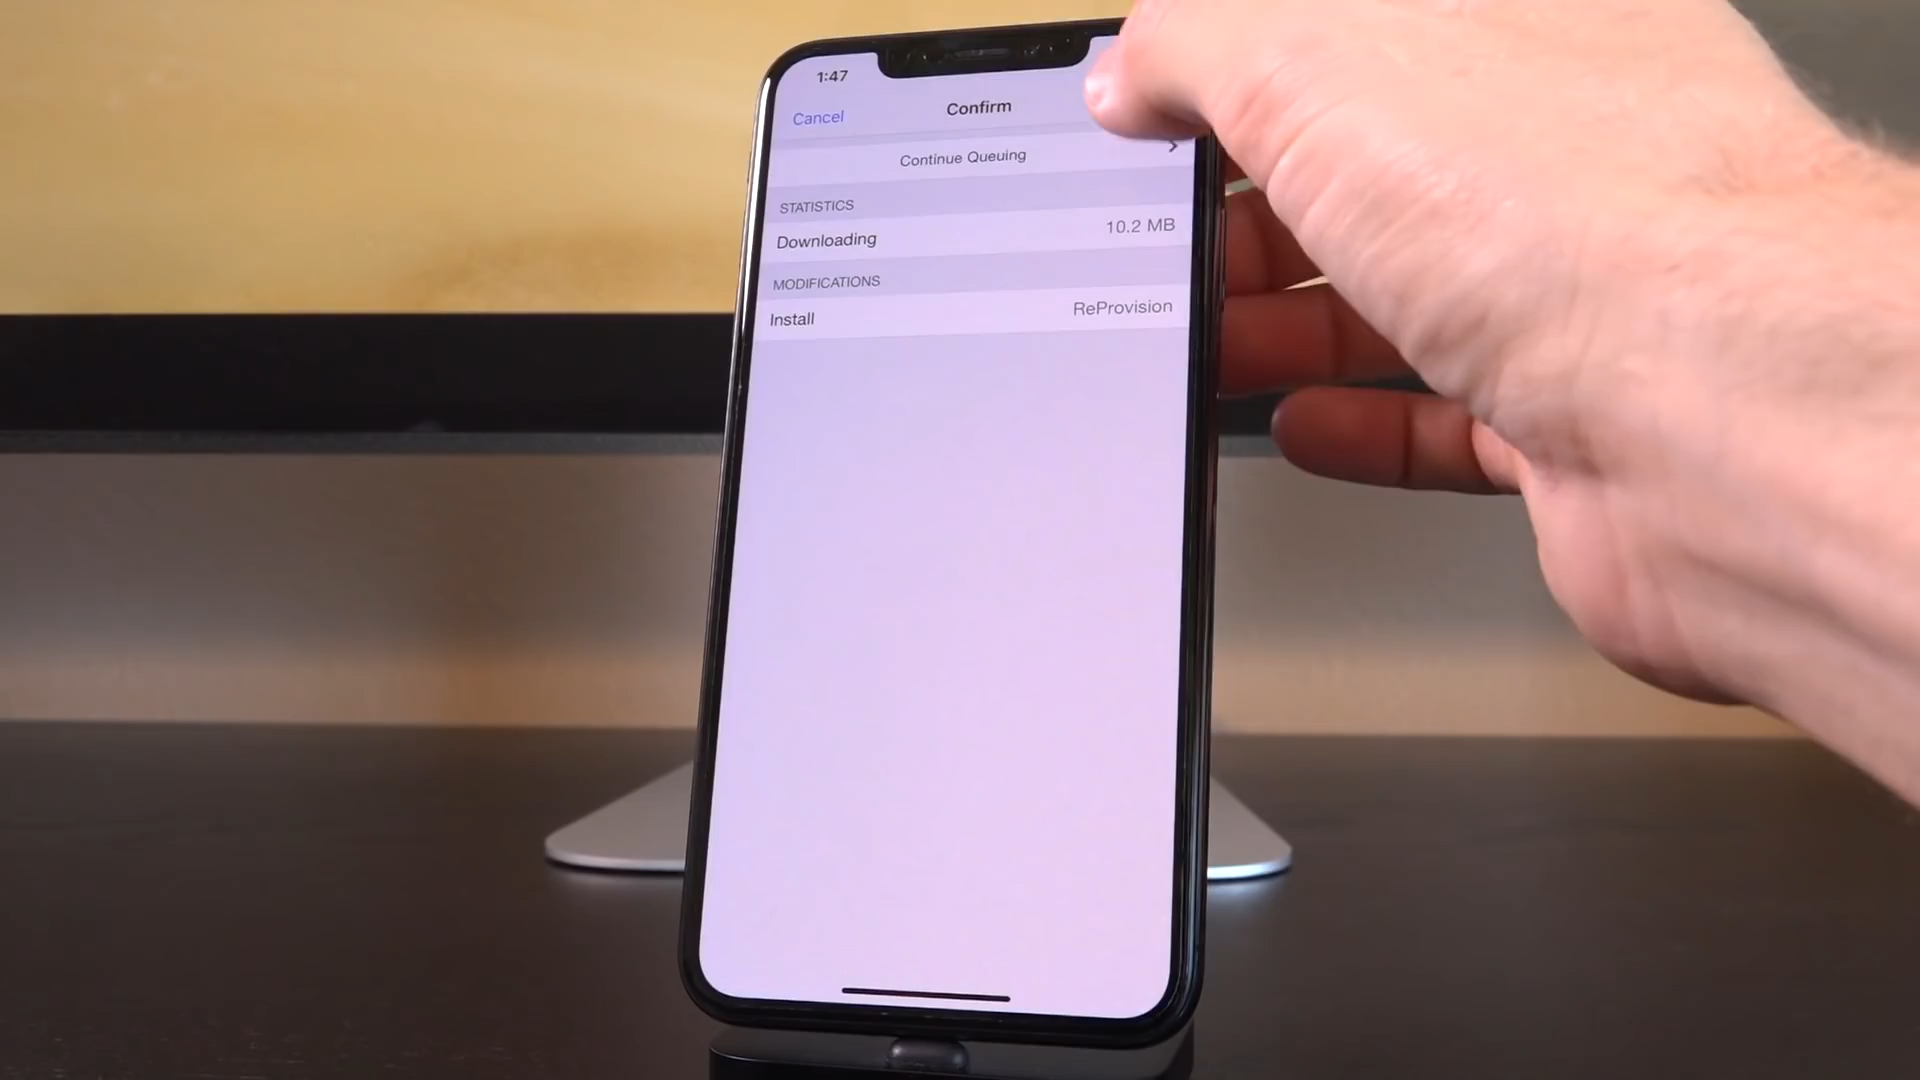 1:47
Cancel
Confirm
Continue Queuing
STATISTICS
Downloading 10.2 MB
MODIFICATIONS
Install ReProvision